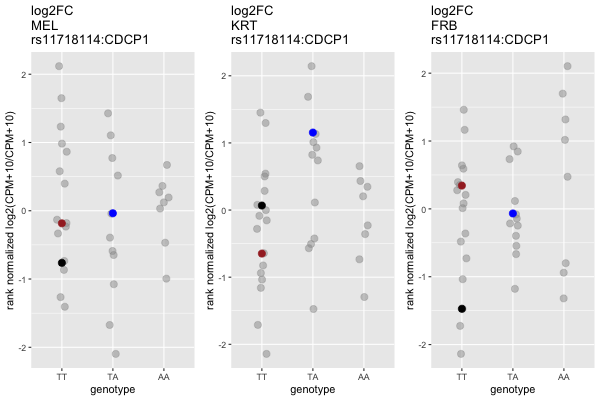 log2FC
MEL
rs11718114:CDCP1
rank normalized log2(CPM+10/CPM+10)
2
1
0
-1
-2
TT
TA
AA
genotype
log2FC
KRT
rs11718114:CDCP1
rank normalized log2(CPM+10/CPM+10)
2
1
0
-1
-2
TT
TA
AA
genotype
log2FC
FRB
rs11718114:CDCP1
rank normalized log2(CPM+10/CPM+10)
2
1
0
-1
-2
TT
TA
AA
genotype